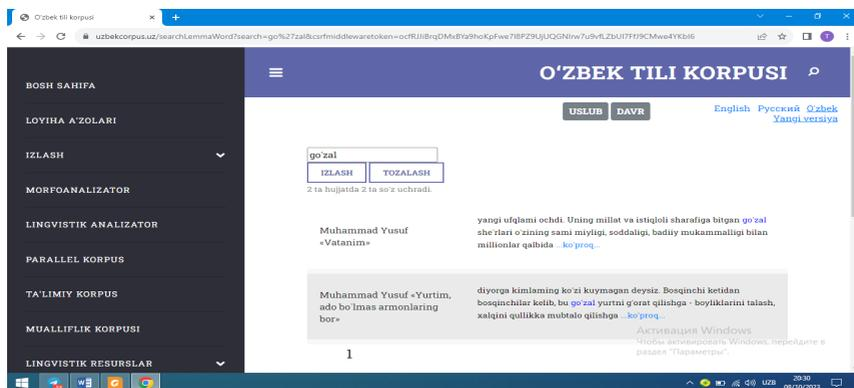 O'zbek tili korpusi
uzbekcorpus.uz/searchLemmaWord?search=go%27zal&csrfmiddlewaretoken=
O'ZBEK TILI KORPUSI
BOSH SAHIFA
LOYIHA A'ZOLARI
IZLASH
MORFOANALIZATOR
LINGVISTIK ANALIZATOR
PARALLEL KORPUS
TA'LIMIY KORPUS
MUALLIFLIK KORPUSI
LINGVISTIK RESURSLAR
USLUB DAVR
English Русский O'zbek
Yangi versiya
go'zal
IZLASH TOZALASH
2 ta hujjatda 2 ta so'z uchradi.
Muhammad Yusuf
«Vatanim»
yangi ufqlami ochdi. Uning millat va istiqloli sharafiga bitgan go'zal
she'rlari o'zining sami miyligi, soddaligi, badiiy mukammalligi bilan
millionlar qalbida ...ko'proq...
Muhammad Yusuf «Yurtim,
ado bo'lmas armonlaring
bor»
diyorga kimlaming ko'zi kuymagan deysiz. Bosqinchi ketidan
bosqinchilar kelib, bu go'zal yurtni g'orat qilishga - boyliklarini talash,
xalqini qullikka mubtalo qilishga ...ko'proq...
1
Активация Windows
Чтобы активировать Windows, перейдите в
раздел "Параметры".
UZB
20:30
09/10/2023